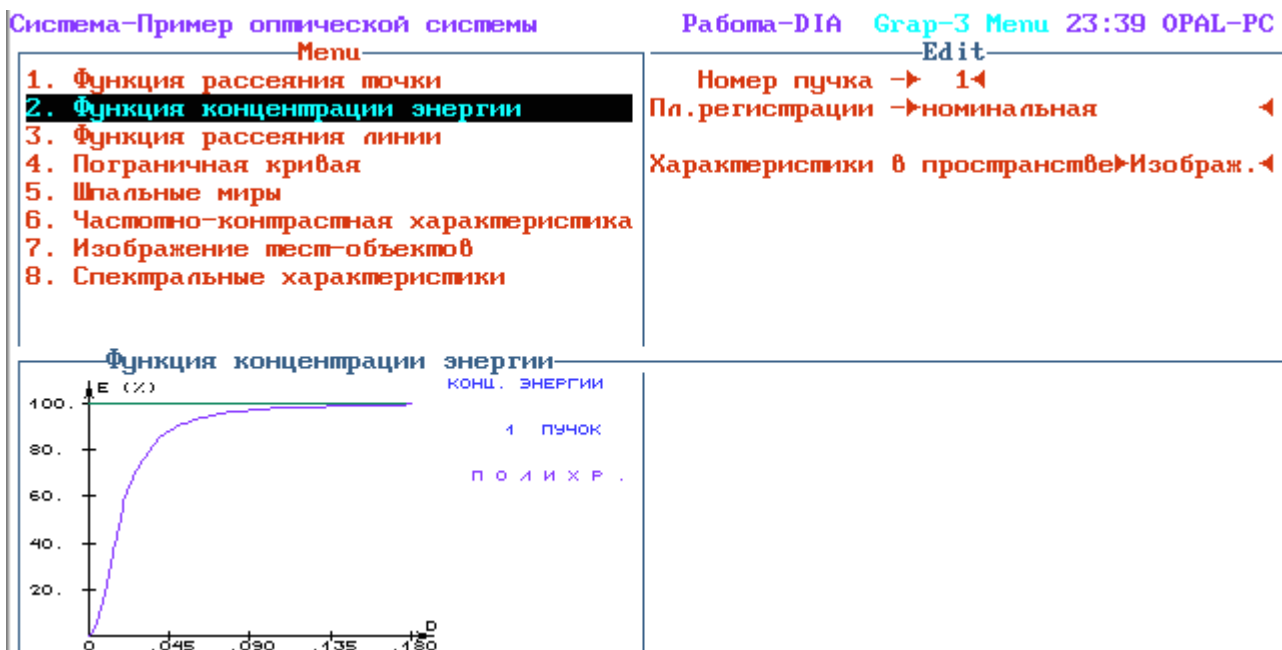 Система-Пример оптической системы Работа-DIA Grap-3 Menu 23:39 OPAL-PC
Menu
1. Функция рассеяния точки
2. Функция концентрации энергии
3. Функция рассеяния линии
4. Пограничная кривая
5. Шпальные миры
6. Частотно-контрастная характеристика
7. Изображение тест-объектов
8. Спектральные характеристики
Edit
Номер пучка -► 1◄
Пл.регистрации -►номинальная ◄
Характеристики в пространстве►Изображ.◄
Функция концентрации энергии
E (%)
КОНЦ. ЭНЕРГИИ
100.
1 ПУЧОК
80.
П О Л И Х Р .
60.
40.
20.
D
0 .045 .090 .135 .180